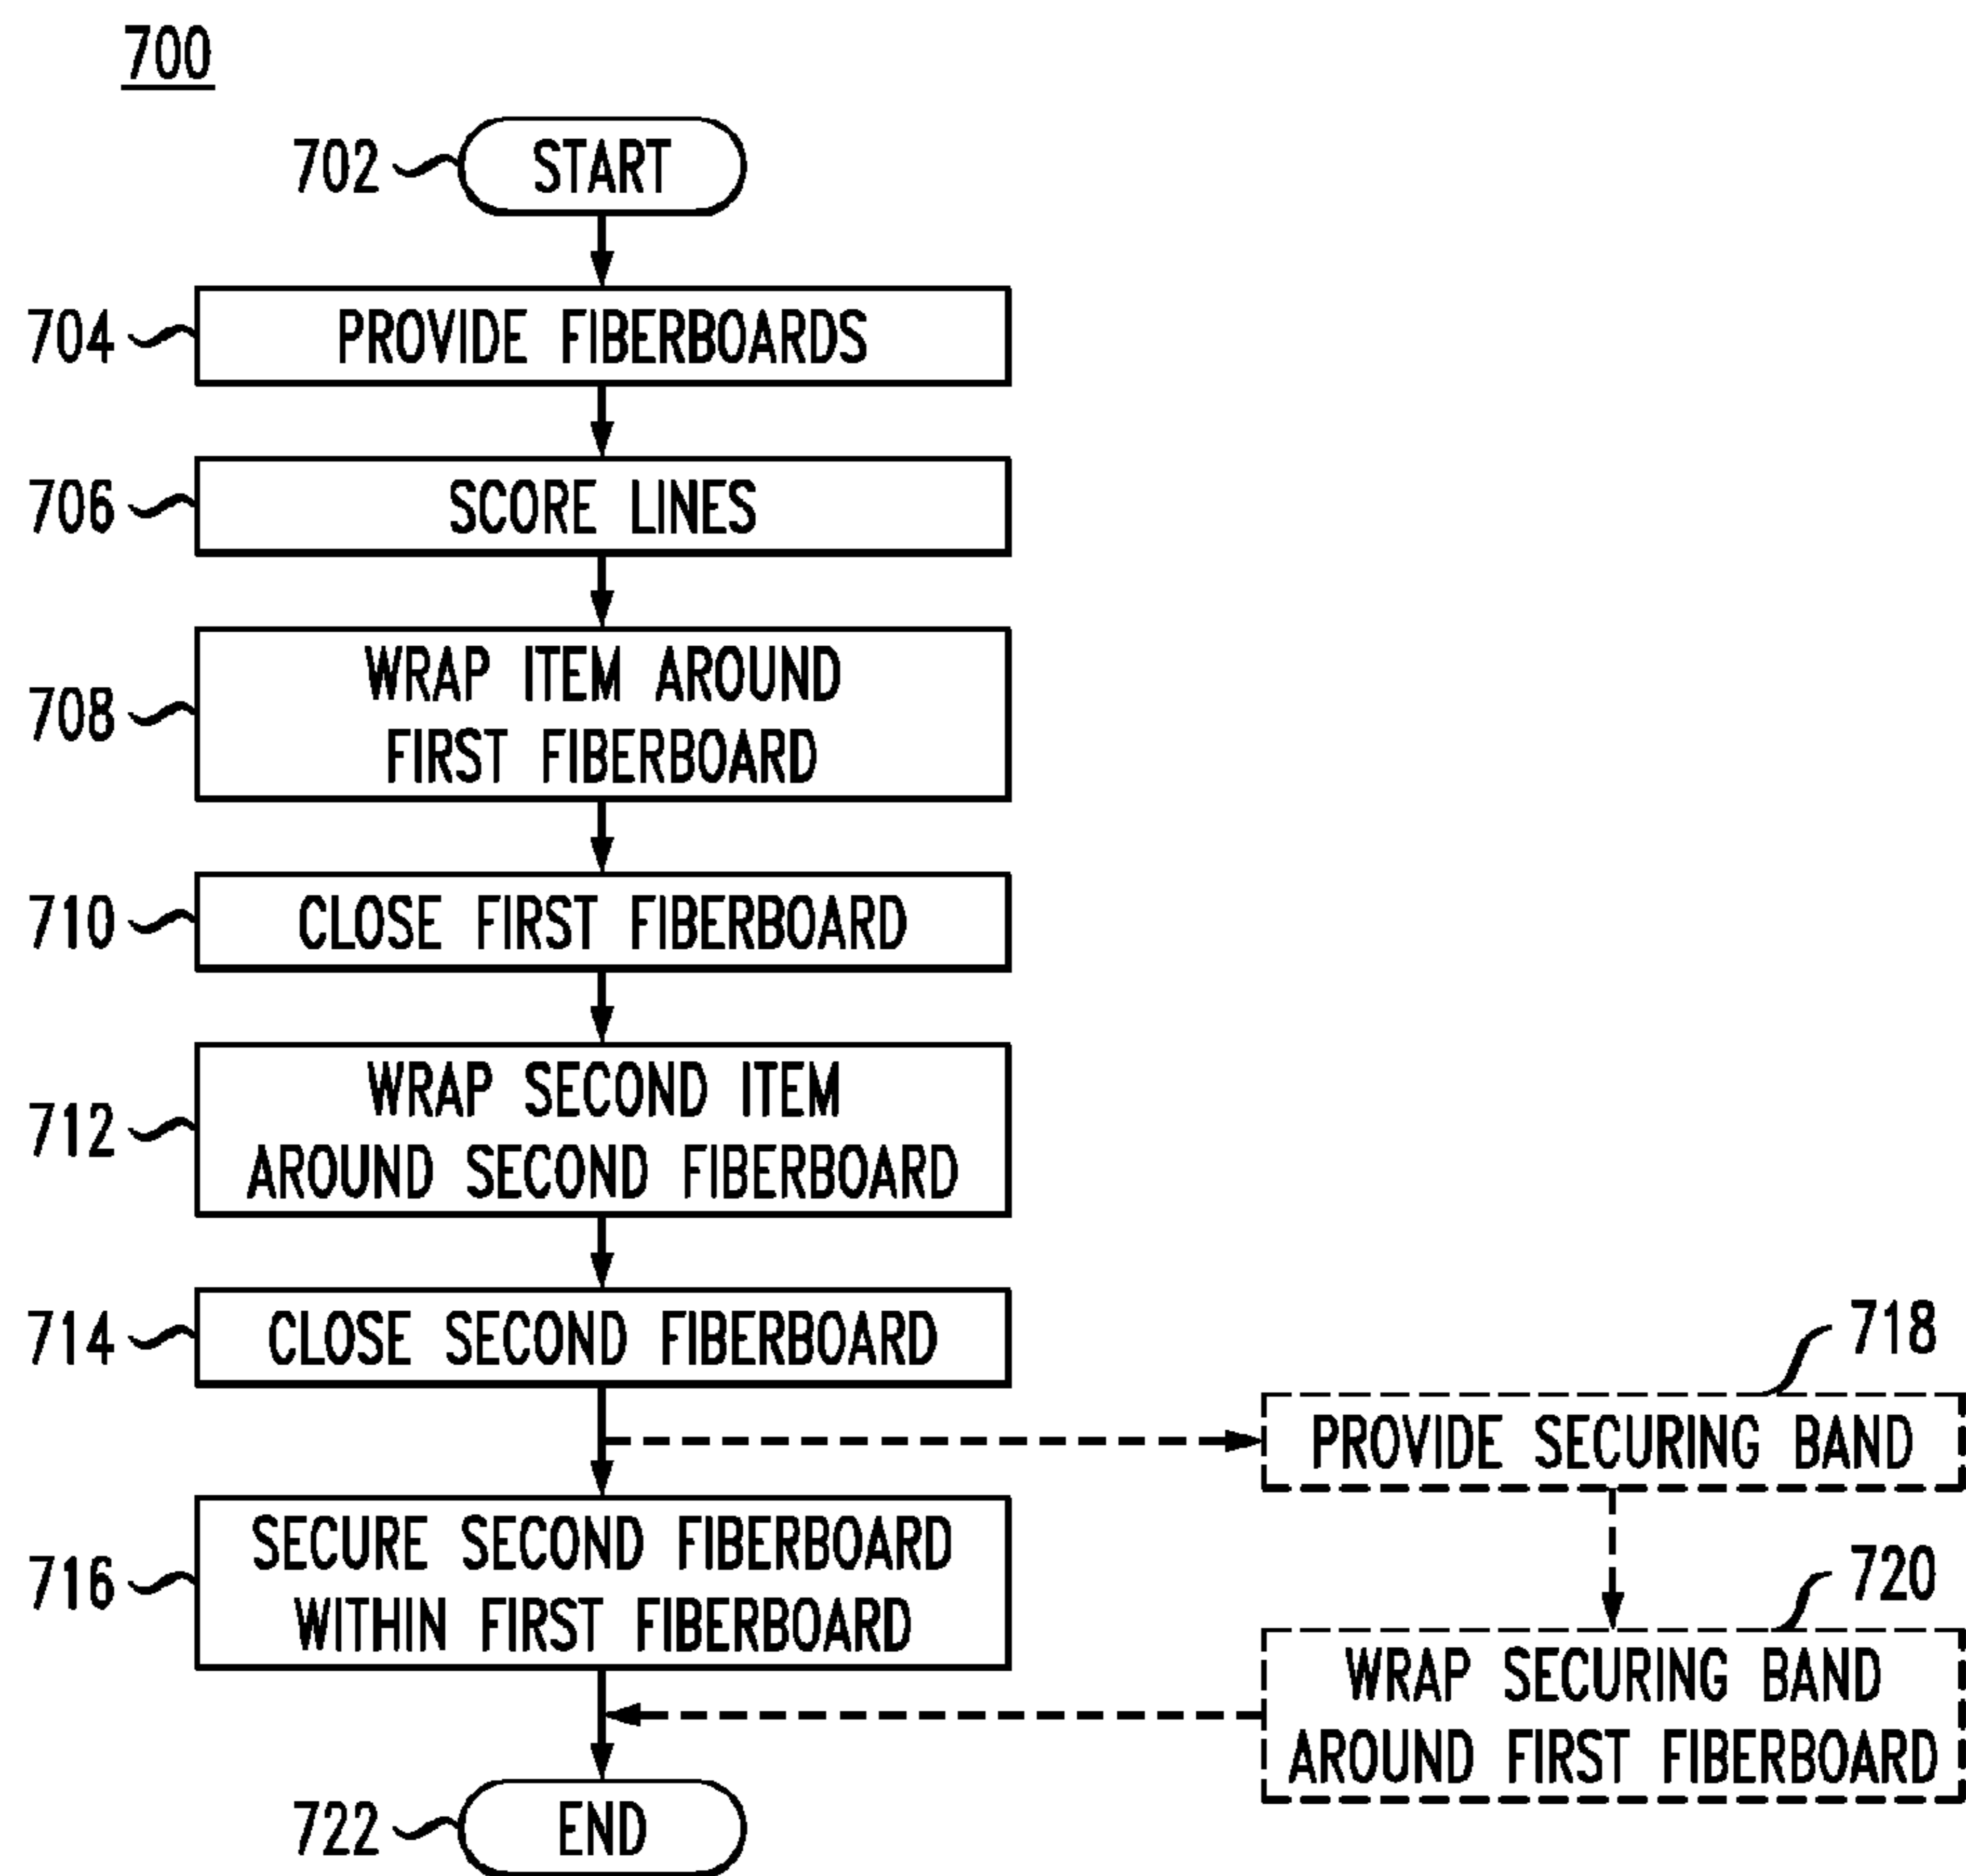 700
702 START
704 PROVIDE FIBERBOARDS
706 SCORE LINES
708 WRAP ITEM AROUND
FIRST FIBERBOARD
710 CLOSE FIRST FIBERBOARD
712 WRAP SECOND ITEM
AROUND SECOND FIBERBOARD
714 CLOSE SECOND FIBERBOARD
718
PROVIDE SECURING BAND
716 SECURE SECOND FIBERBOARD
WITHIN FIRST FIBERBOARD
720
WRAP SECURING BAND
AROUND FIRST FIBERBOARD
722 END